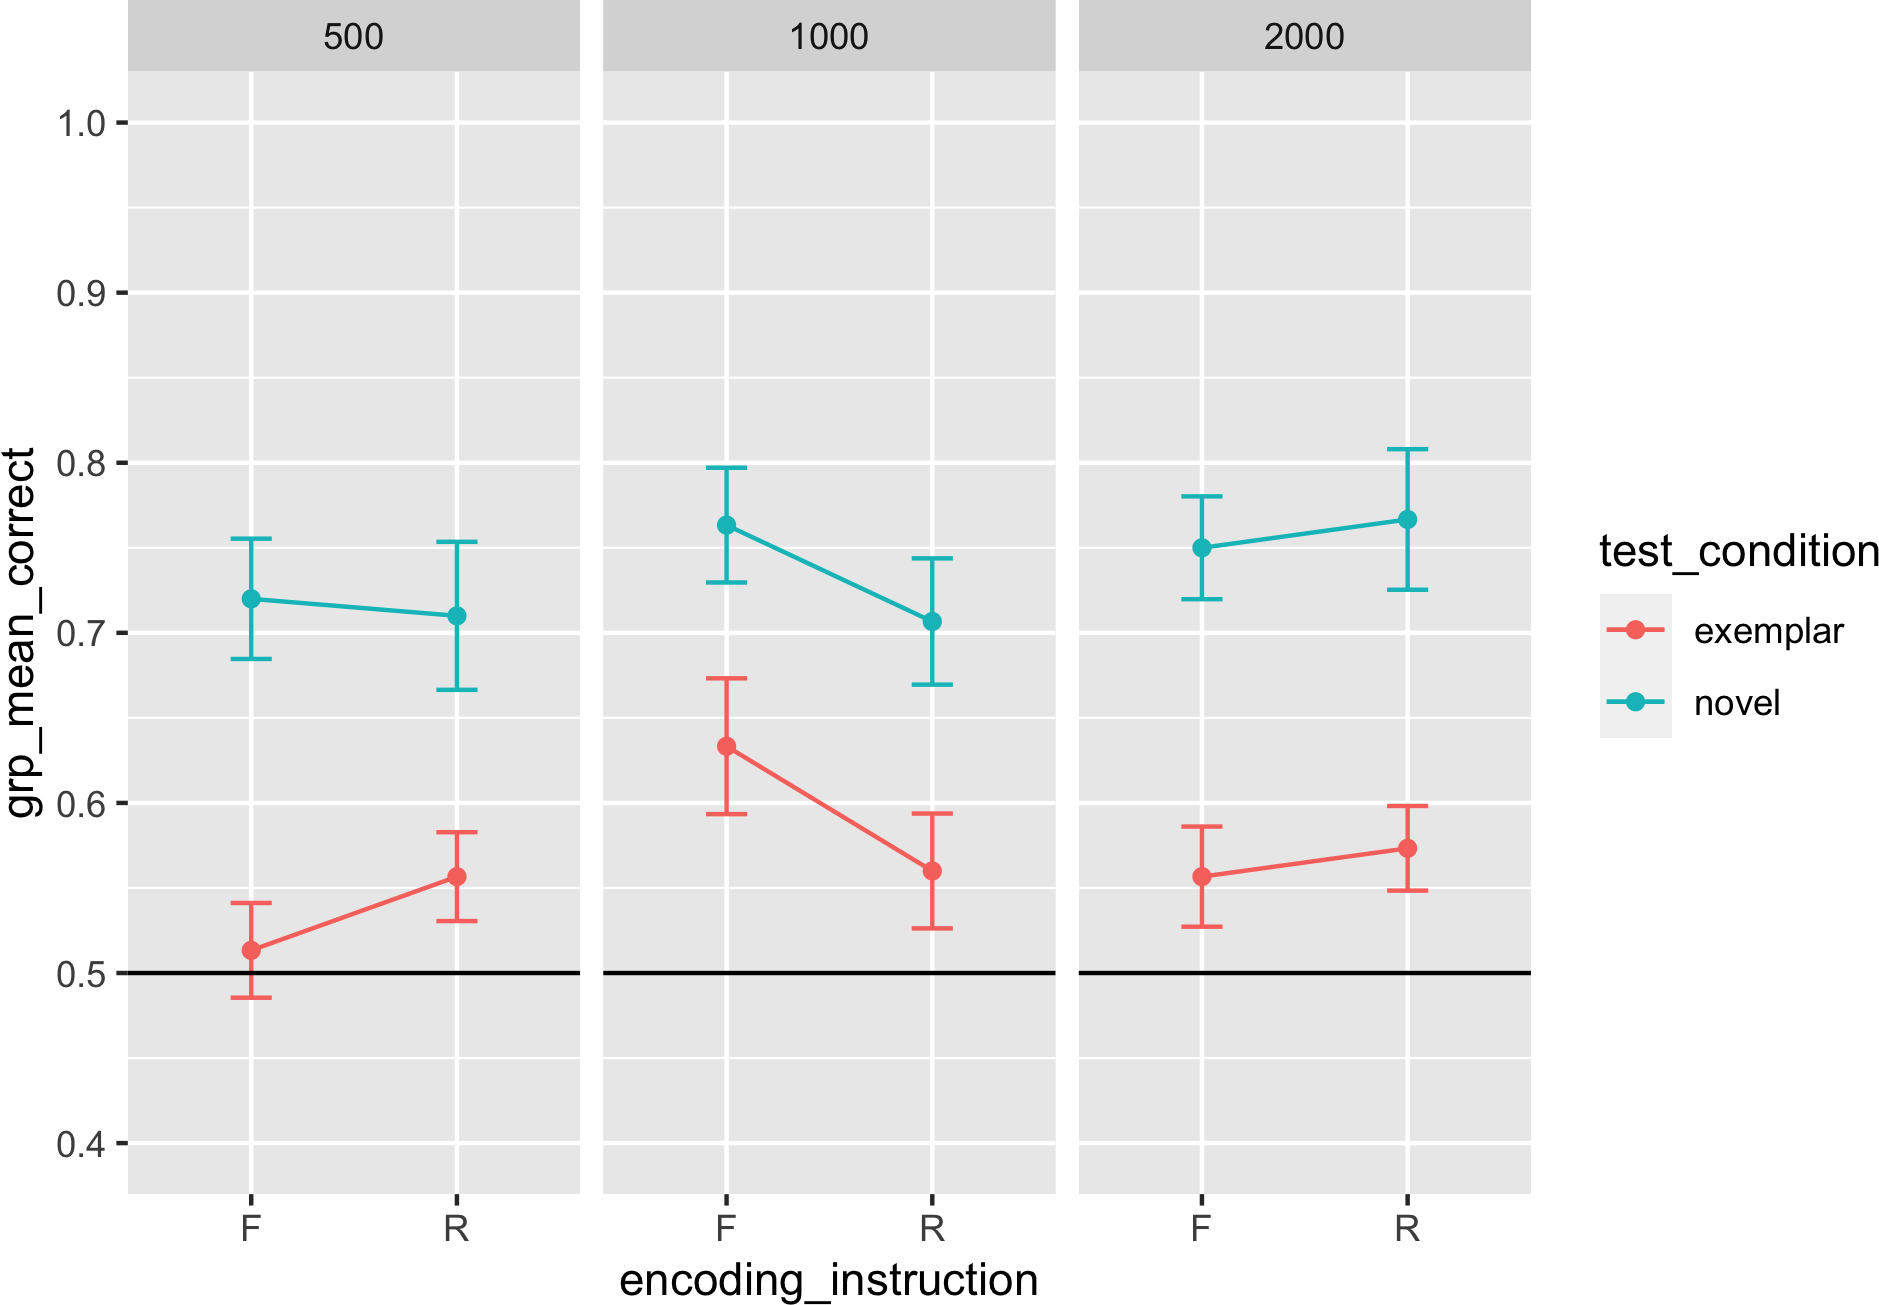 500 1000 2000
grp_mean_correct
1.0
0.9
0.8
0.7
0.6
0.5
0.4
F R F R F R
encoding_instruction
test_condition
exemplar
novel